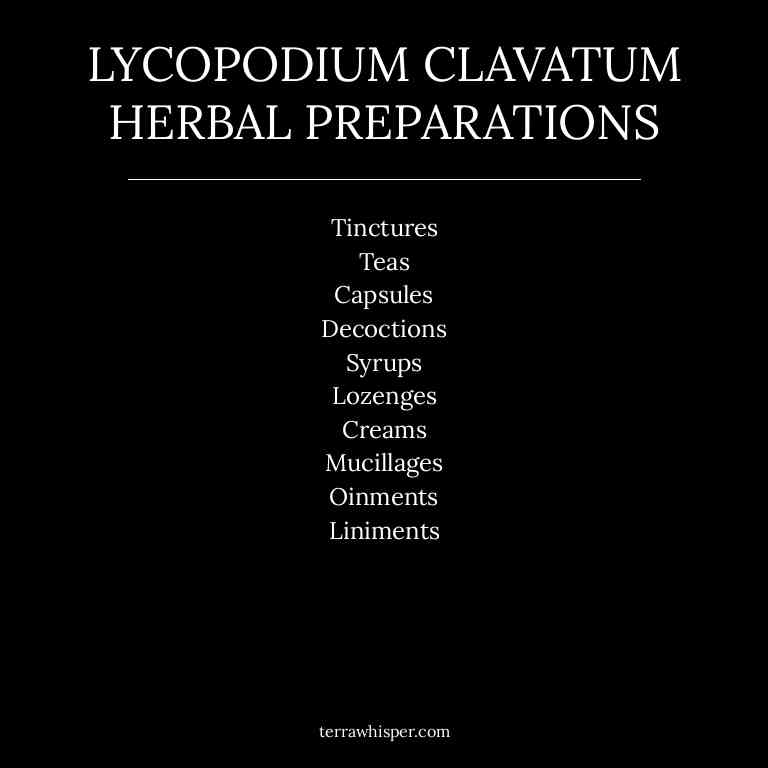 LYCOPODIUM CLAVATUM
HERBAL PREPARATIONS
Tinctures
Teas
Capsules
Decoctions
Syrups
Lozenges
Creams
Mucillages
Oinments
Liniments
terrawhisper.com